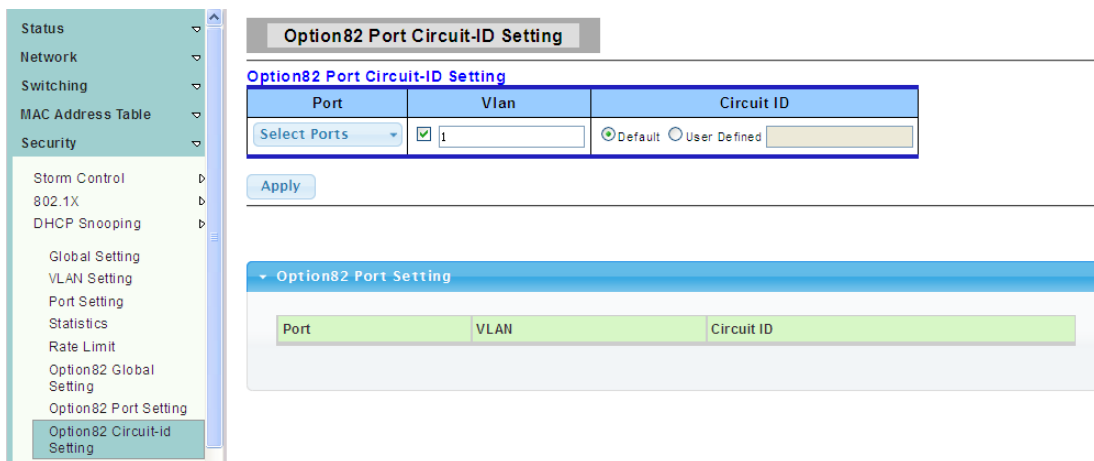 Status
Network
Switching
MAC Address Table
Security
Storm Control
802.1X
DHCP Snooping
Global Setting
VLAN Setting
Port Setting
Statistics
Rate Limit
Option82 Global
Setting
Option82 Port Setting
Option82 Circuit-id
Setting
Option82 Port Circuit-ID Setting
Option82 Port Circuit-ID Setting
Port Vlan Circuit ID
Select Ports 1 Default User Defined
Apply
Option82 Port Setting
Port VLAN Circuit ID